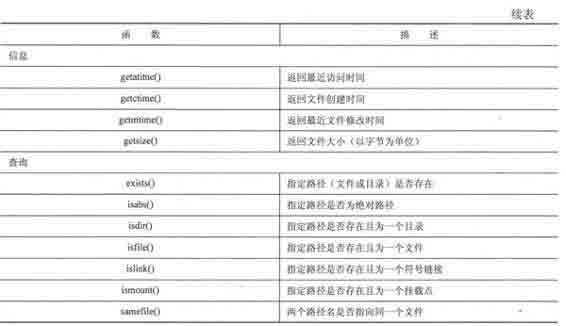 续表
函 数 描 述
信息
getatime() 返回最近访问时间
getctime() 返回文件创建时间
getmtime() 返回最近文件修改时间
getsize() 返回文件大小（以字节为单位）
查询
exists() 指定路径（文件或目录）是否存在
isabs() 指定路径是否为绝对路径
isdir() 指定路径是否存在且为一个目录
isfile() 指定路径是否存在且为一个文件
islink() 指定路径是否存在且为一个符号链接
ismount() 指定路径是否存在且为一个挂载点
samefile() 两个路径名是否指向同一个文件